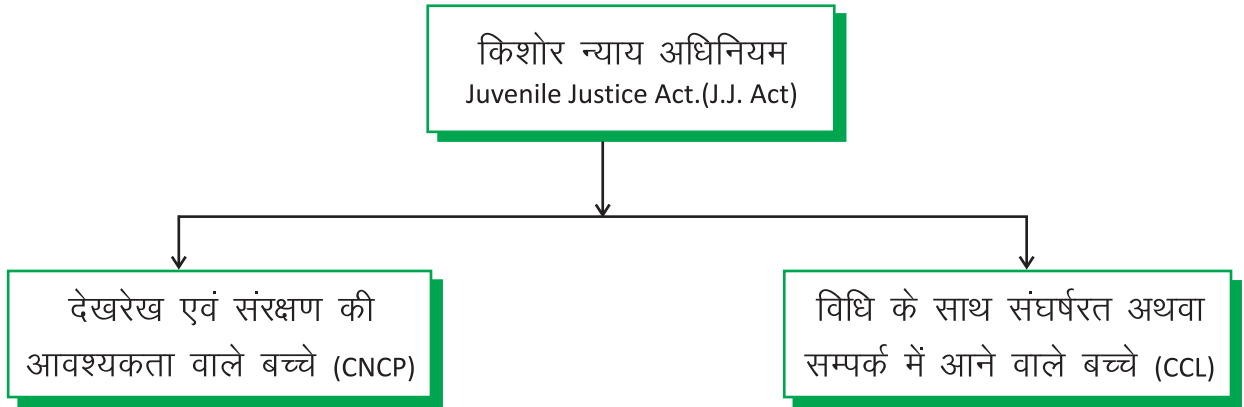 किशोर न्याय अधिनियम
Juvenile Justice Act.(J.J. Act)
देखरेख एवं संरक्षण की
आवश्यकता वाले बच्चे (CNCP)
विधि के साथ संघर्षरत अथवा
सम्पर्क में आने वाले बच्चे (CCL)